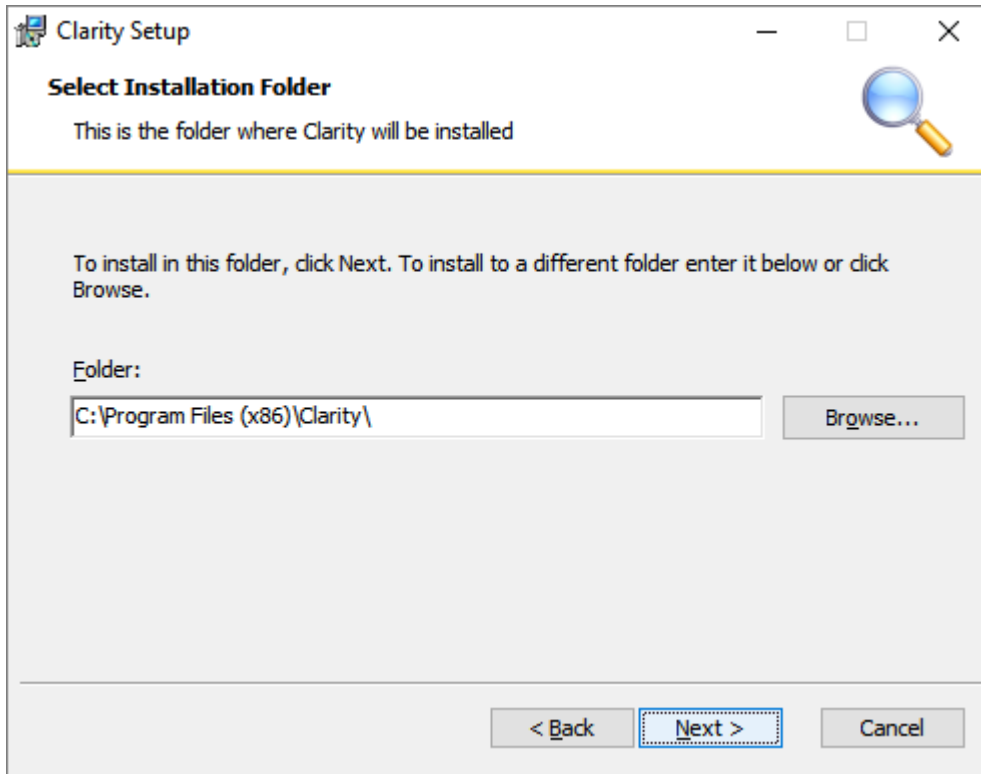 Clarity Setup
Select Installation Folder
This is the folder where Clarity will be installed
To install in this folder, click Next. To install to a different folder enter it below or click
Browse.
Folder:
C:\Program Files (x86)\Clarity\
Browse...
< Back
Next >
Cancel